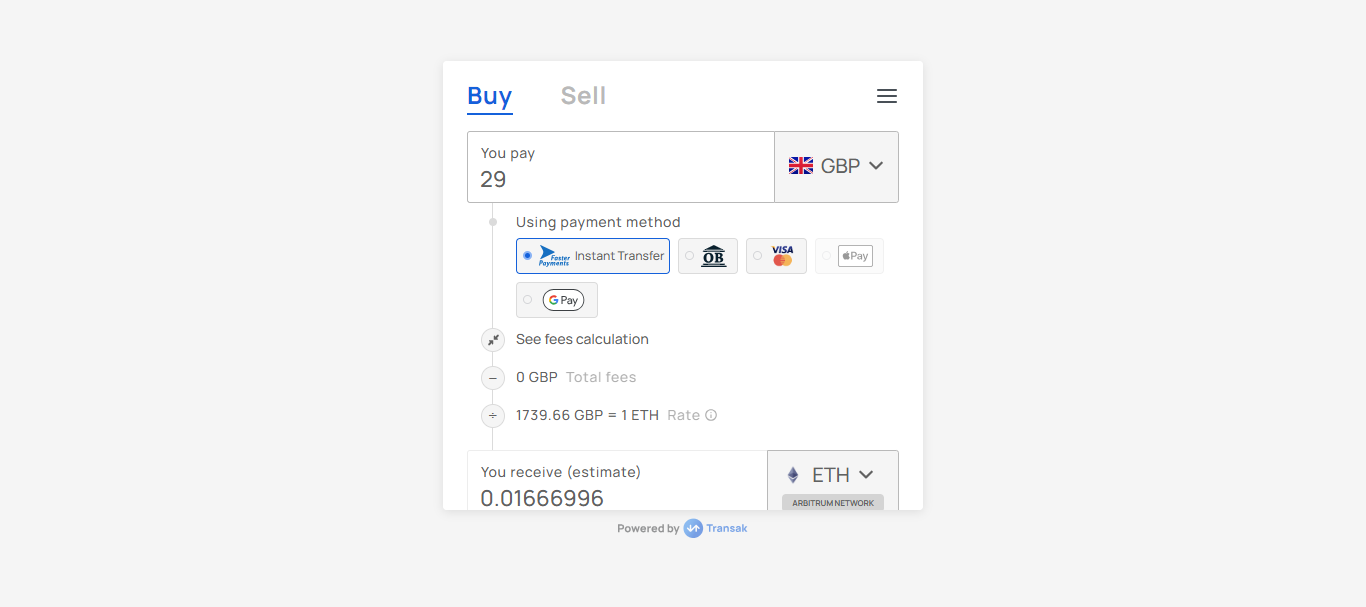 Buy Sell
You pay
29
GBP
Using payment method
Faster Payments Instant Transfer OB VISA Pay
G Pay
See fees calculation
0 GBP Total fees
1739.66 GBP = 1 ETH Rate
You receive (estimate)
0.01666996
ETH
ARBITRUM NETWORK
Powered by Transak